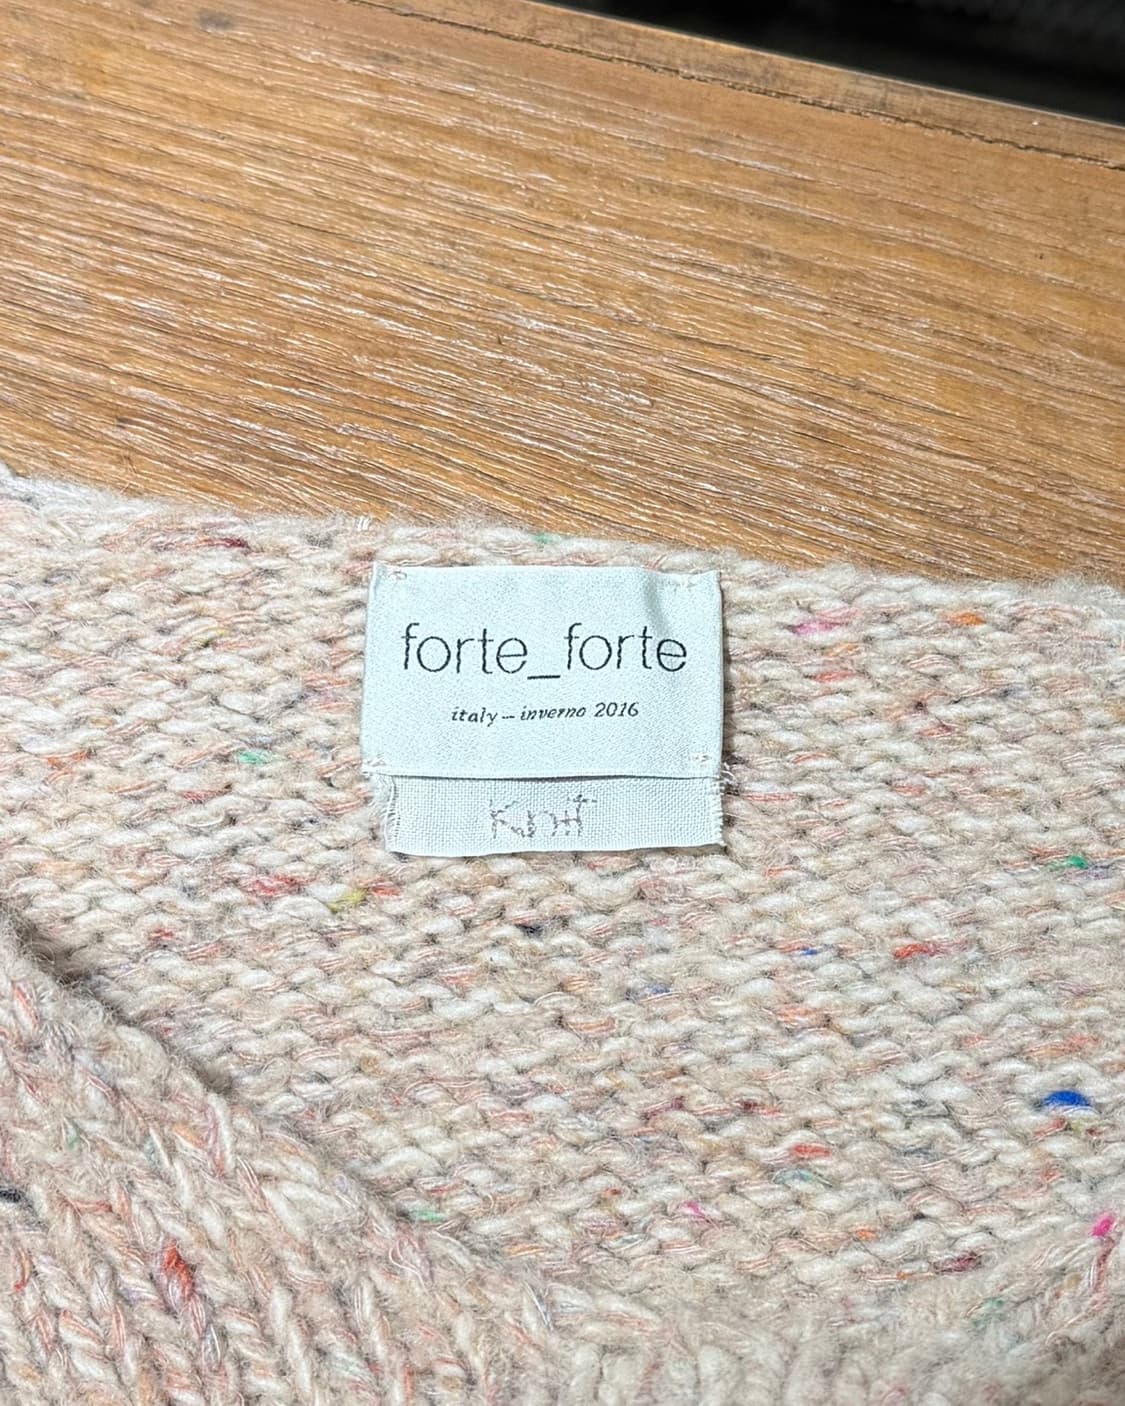 forte_forte
italy – inverno 2016
Knit